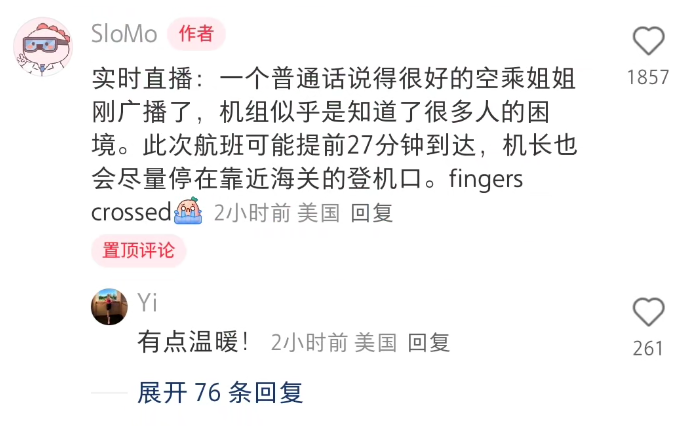 SloMo 作者
实时直播：一个普通话说得很好的空乘姐姐
刚广播了，机组似乎是知道了很多人的困
境。此次航班可能提前27分钟到达，机长也
会尽量停在靠近海关的登机口。fingers
crossed 2小时前 美国 回复
1857
置顶评论
Yi
有点温暖！ 2小时前 美国 回复
261
展开 76 条回复